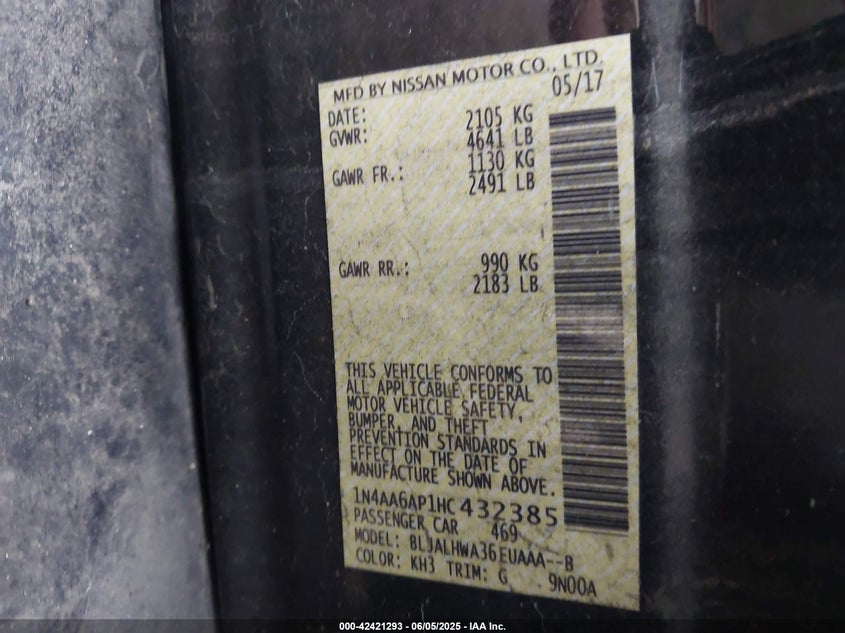 MFD BY NISSAN MOTOR CO., LTD.
DATE: 05/17
GVWR: 2105 KG
4641 LB
GAWR FR.: 1130 KG
2491 LB
GAWR RR.: 990 KG
2183 LB
THIS VEHICLE CONFORMS TO
ALL APPLICABLE FEDERAL
MOTOR VEHICLE SAFETY,
BUMPER, AND THEFT
PREVENTION STANDARDS IN
EFFECT ON THE DATE OF
MANUFACTURE SHOWN ABOVE.
1N4AA6AP1HC432385
PASSENGER CAR 469
MODEL: BLJALHWA36EUAAA--B
COLOR: KH3 TRIM: G 9N00A
000-42421293 - 06/05/2025 - IAA Inc.